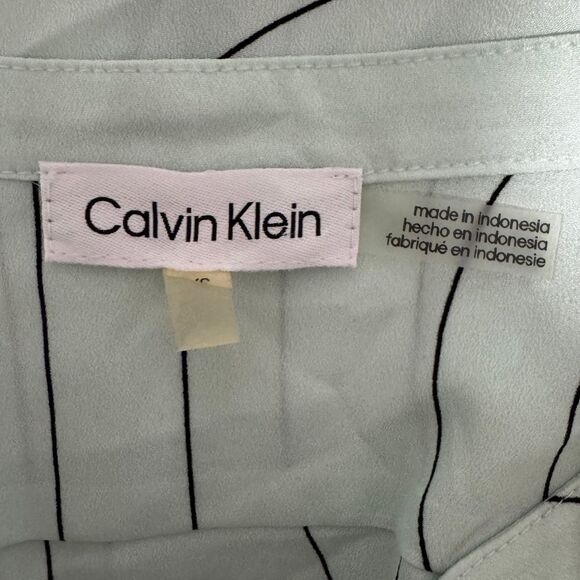 Calvin Klein
made in indonesia
hecho en indonesia
fabriqué en indonesie